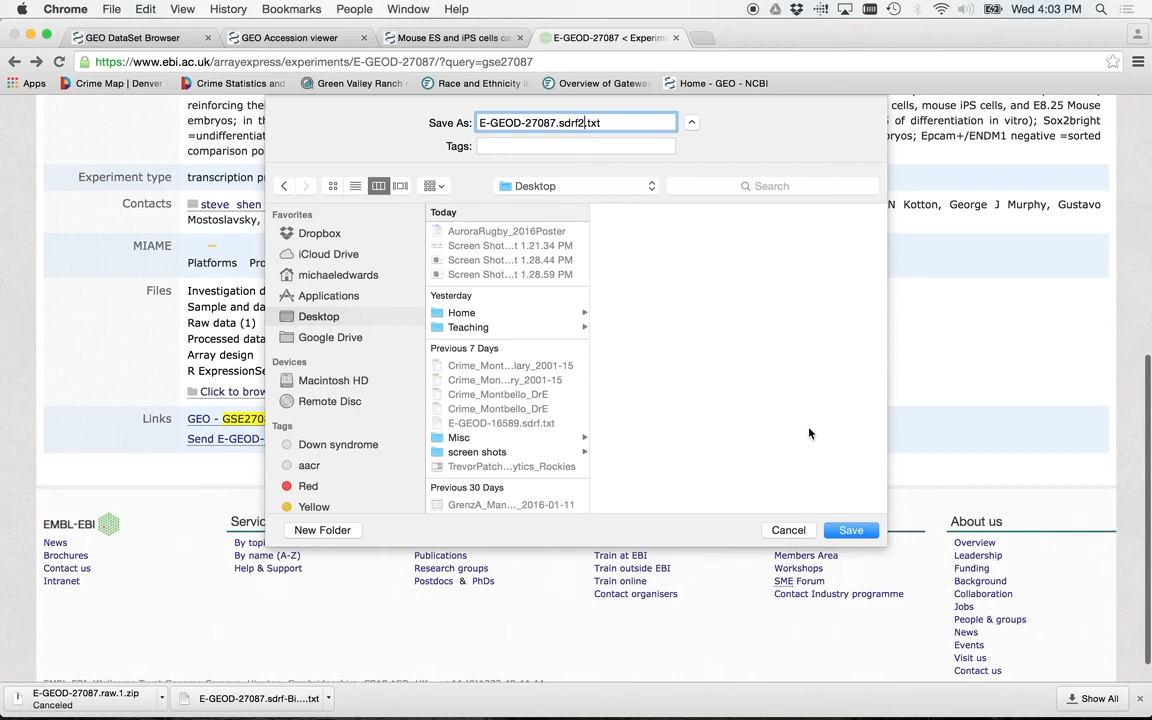 Chrome File Edit View History Bookmarks People Window Help Wed 4:03 PM
GEO DataSet Browser × GEO Accession viewer × Mouse ES and iPS cells ca × E-GEOD-27087 < Experim ×
https://www.ebi.ac.uk/arrayexpress/experiments/E-GEOD-27087/?query=gse27087
Apps Crime Map | Denver Crime Statistics and Green Valley Ranch Race and Ethnicity i Overview of Gateway Home - GEO - NCBI
reinforcing the
embryos; in th
=undifferentiat
comparison po
cells, mouse iPS cells, and E8.25 Mouse
of differentiation in vitro); Sox2bright
ryos; Epcam+/ENDM1 negative =sorted
Experiment type transcription p
Contacts steve shen
Mostoslavsky,
N Kotton, George J Murphy, Gustavo
MIAME
Platforms Pro
Files Investigation d
Sample and da
Raw data (1)
Processed data
Array design
R ExpressionSe
Click to brow
Links GEO - GSE270
Send E-GEOD-
Save As: E-GEOD-27087.sdrf2.txt
Tags:
Desktop Search
Favorites
Dropbox
iCloud Drive
michaeledwards
Applications
Desktop
Google Drive
Devices
Macintosh HD
Remote Disc
Tags
Down syndrome
aacr
Red
Yellow
Today
AuroraRugby_2016Poster
Screen Shot...t 1.21.34 PM
Screen Shot...t 1.28.44 PM
Screen Shot...t 1.28.59 PM
Yesterday
Home
Teaching
Previous 7 Days
Crime_Mont...lary_2001-15
Crime_Mon...ry_2001-15
Crime_Montbello_DrE
Crime_Montbello_DrE
E-GEOD-16589.sdrf.txt
Misc
screen shots
TrevorPatch...ytics_Rockies
Previous 30 Days
GrenzA_Man..._2016-01-11
New Folder Cancel Save
EMBL-EBI
News
Brochures
Contact us
Intranet
Servic
By topi
By name (A-Z)
Help & Support
Publications
Research groups
Postdocs & PhDs
Train at EBI
Train outside EBI
Train online
Contact organisers
Members Area
Workshops
SME Forum
Contact Industry programme
About us
Overview
Leadership
Funding
Background
Collaboration
Jobs
People & groups
News
Events
Visit us
Contact us
E-GEOD-27087.raw.1.zip
Canceled
E-GEOD-27087.sdrf-Bi....txt
Show All ×